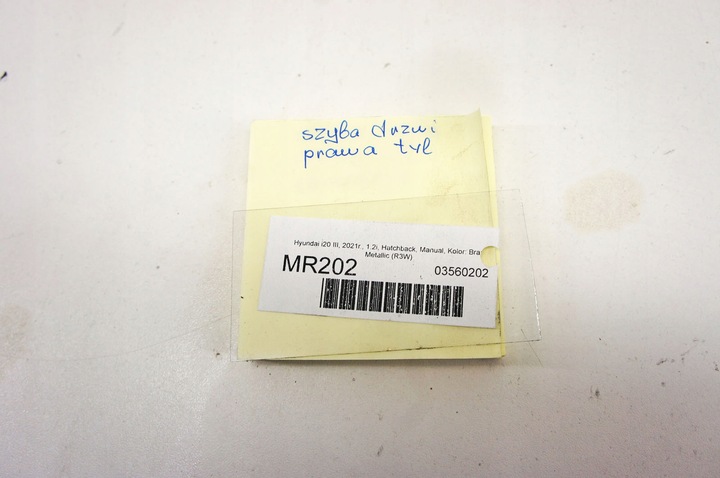 szyba drzwi
prawa tył
Hyundai i20 III, 2021r., 1.2i, Hatchback, Manual, Kolor: Bra
Metallic (R3W)
MR202
03560202